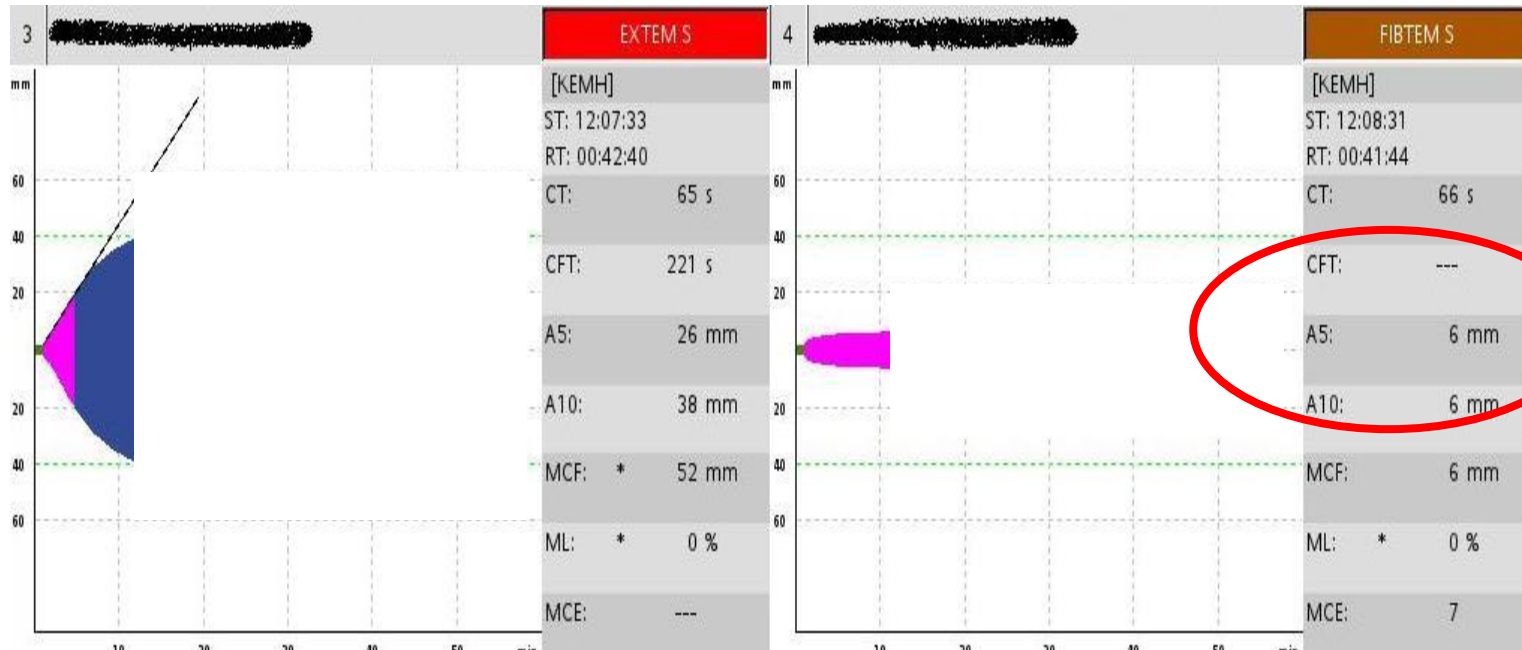 3
EXTEM S
[KEMH]
ST: 12:07:33
RT: 00:42:40
CT: 65 s
CFT: 221 s
A5: 26 mm
A10: 38 mm
MCF: * 52 mm
ML: * 0 %
MCE: ---
mm
60
40
20
20
40
60
10 20 30 40 50 min
4
FIBTEM S
[KEMH]
ST: 12:08:31
RT: 00:41:44
CT: 66 s
CFT: ---
A5: 6 mm
A10: 6 mm
MCF: 6 mm
ML: * 0 %
MCE: 7
mm
60
40
20
20
40
60
10 20 30 40 50 min